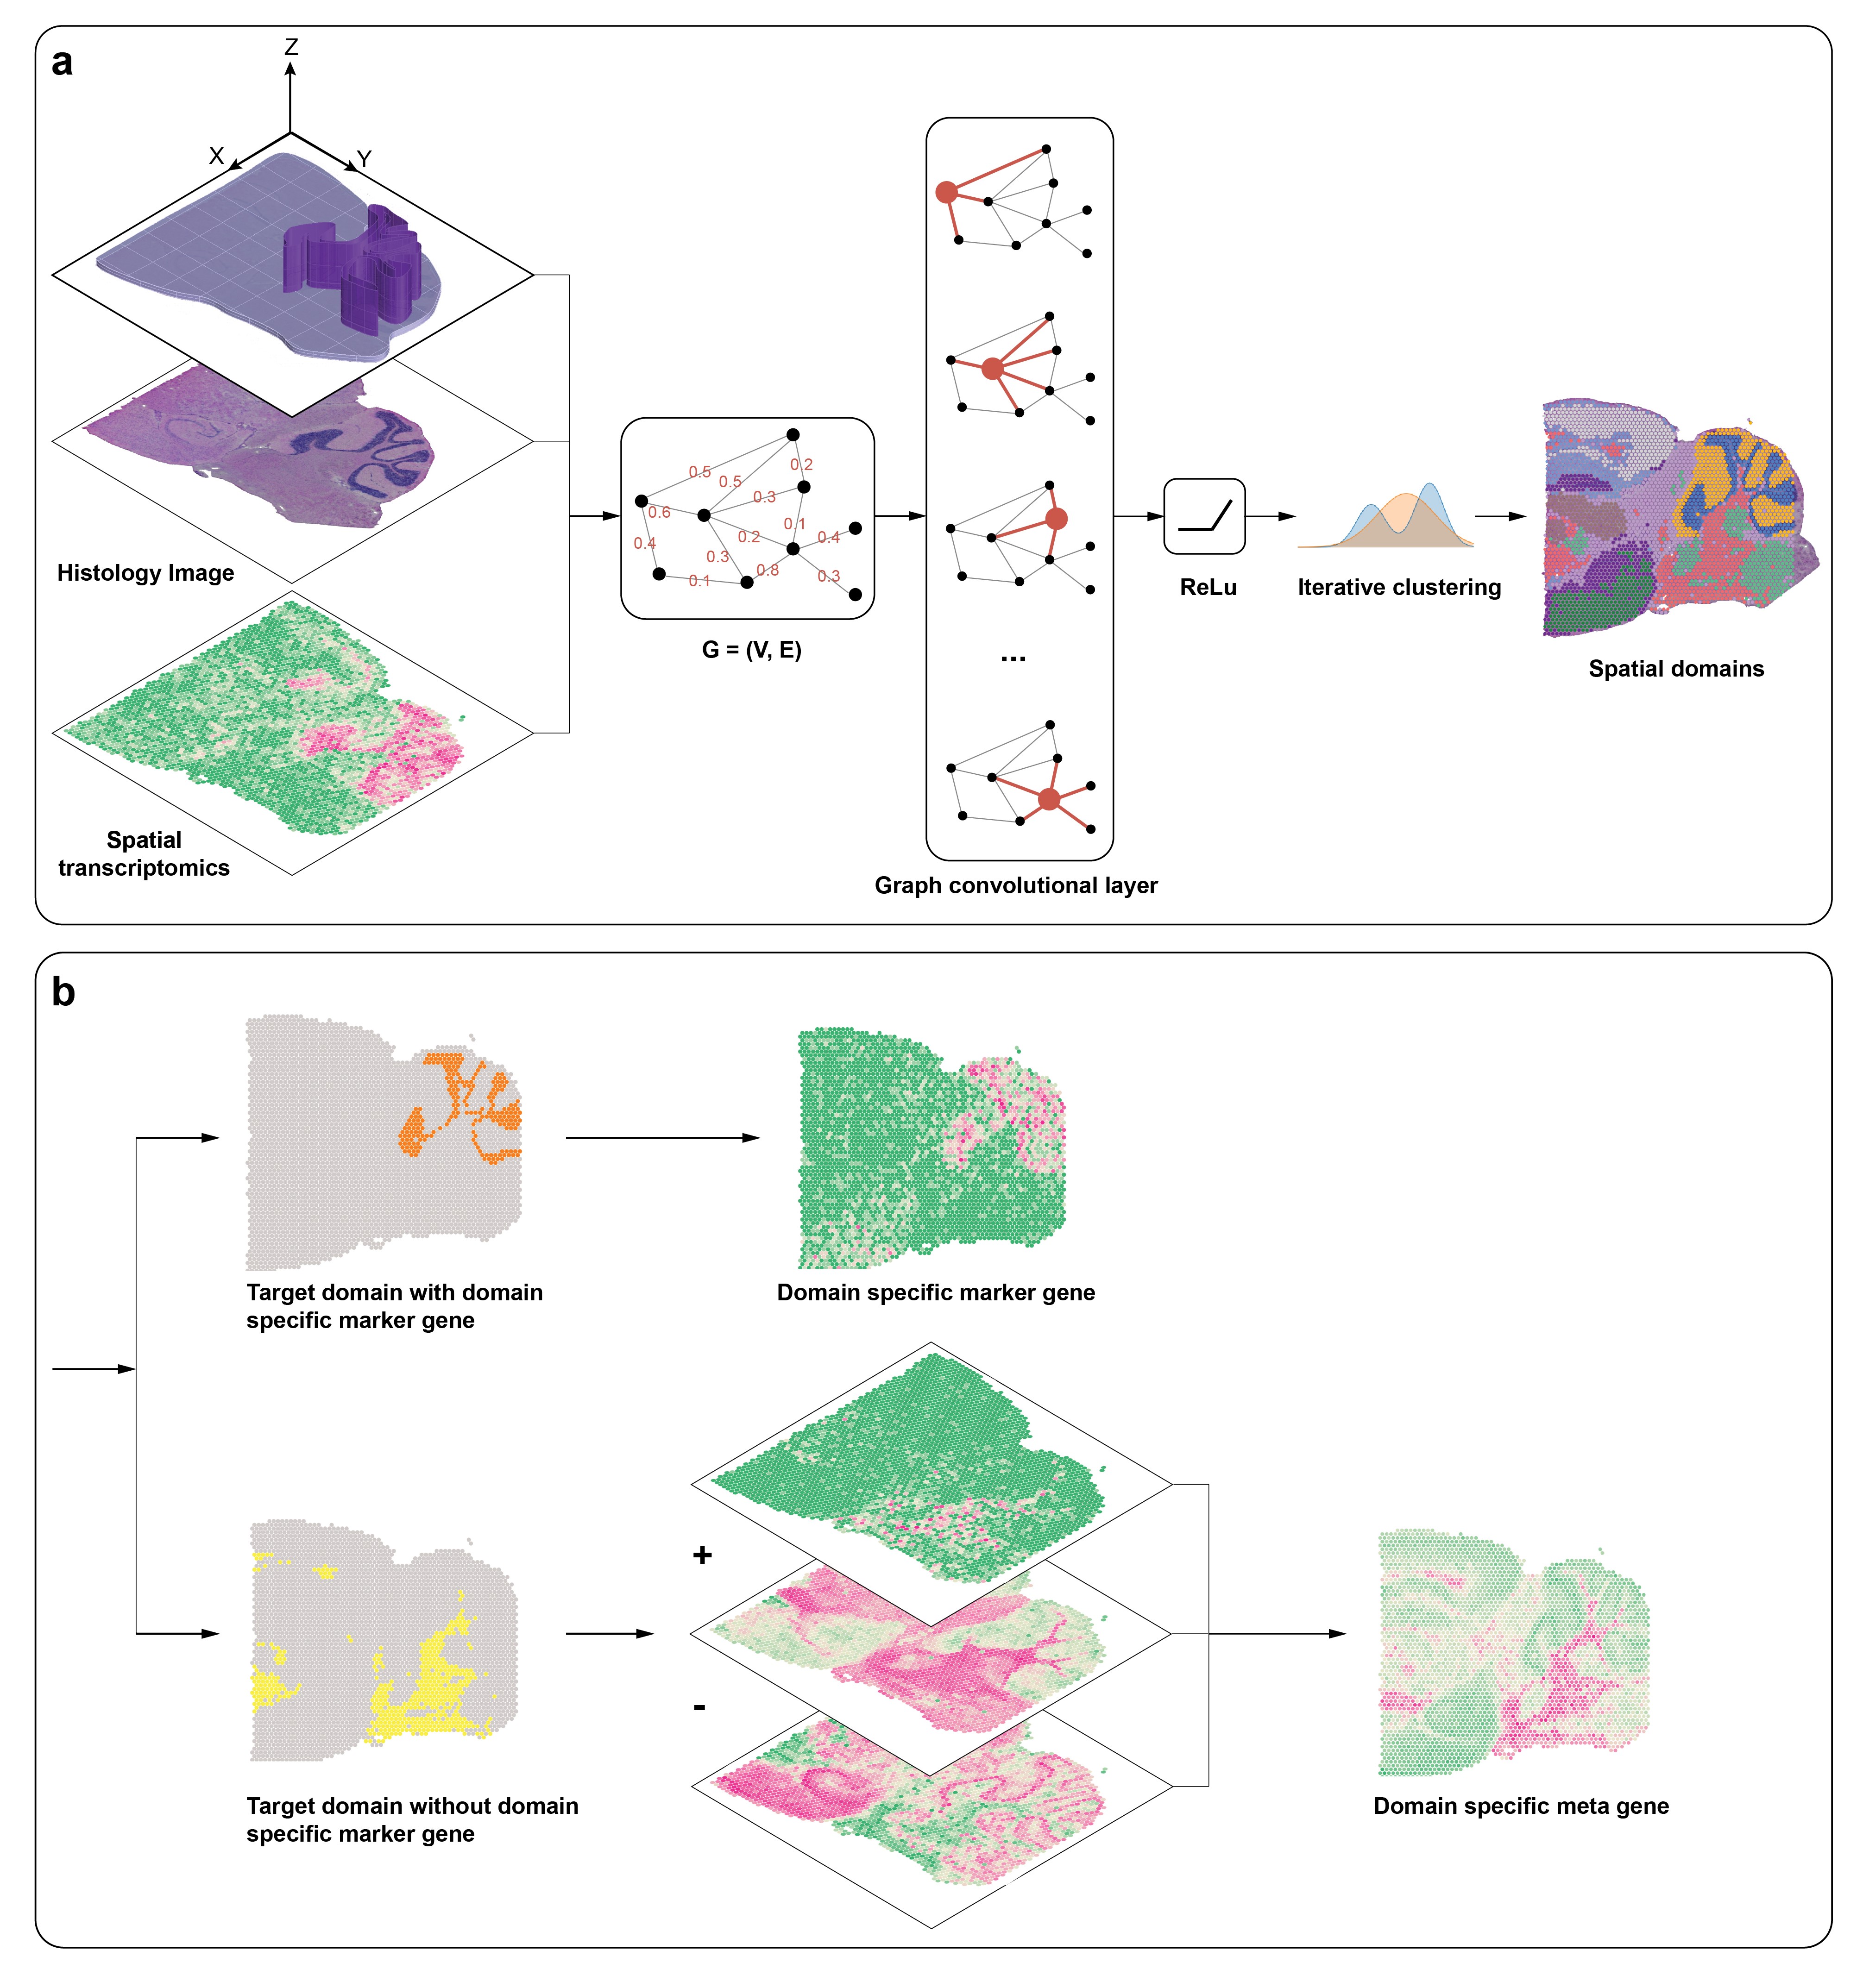 a
Z
X
Y
Histology Image
Spatial
transcriptomics
0.5
0.2
0.5
0.3
0.6
0.1
0.2
0.4
0.4
0.3
0.8
0.3
0.1
G = (V, E)
...
Graph convolutional layer
ReLu
Iterative clustering
Spatial domains
b
Target domain with domain
specific marker gene
Domain specific marker gene
+
-
Target domain without domain
specific marker gene
Domain specific meta gene